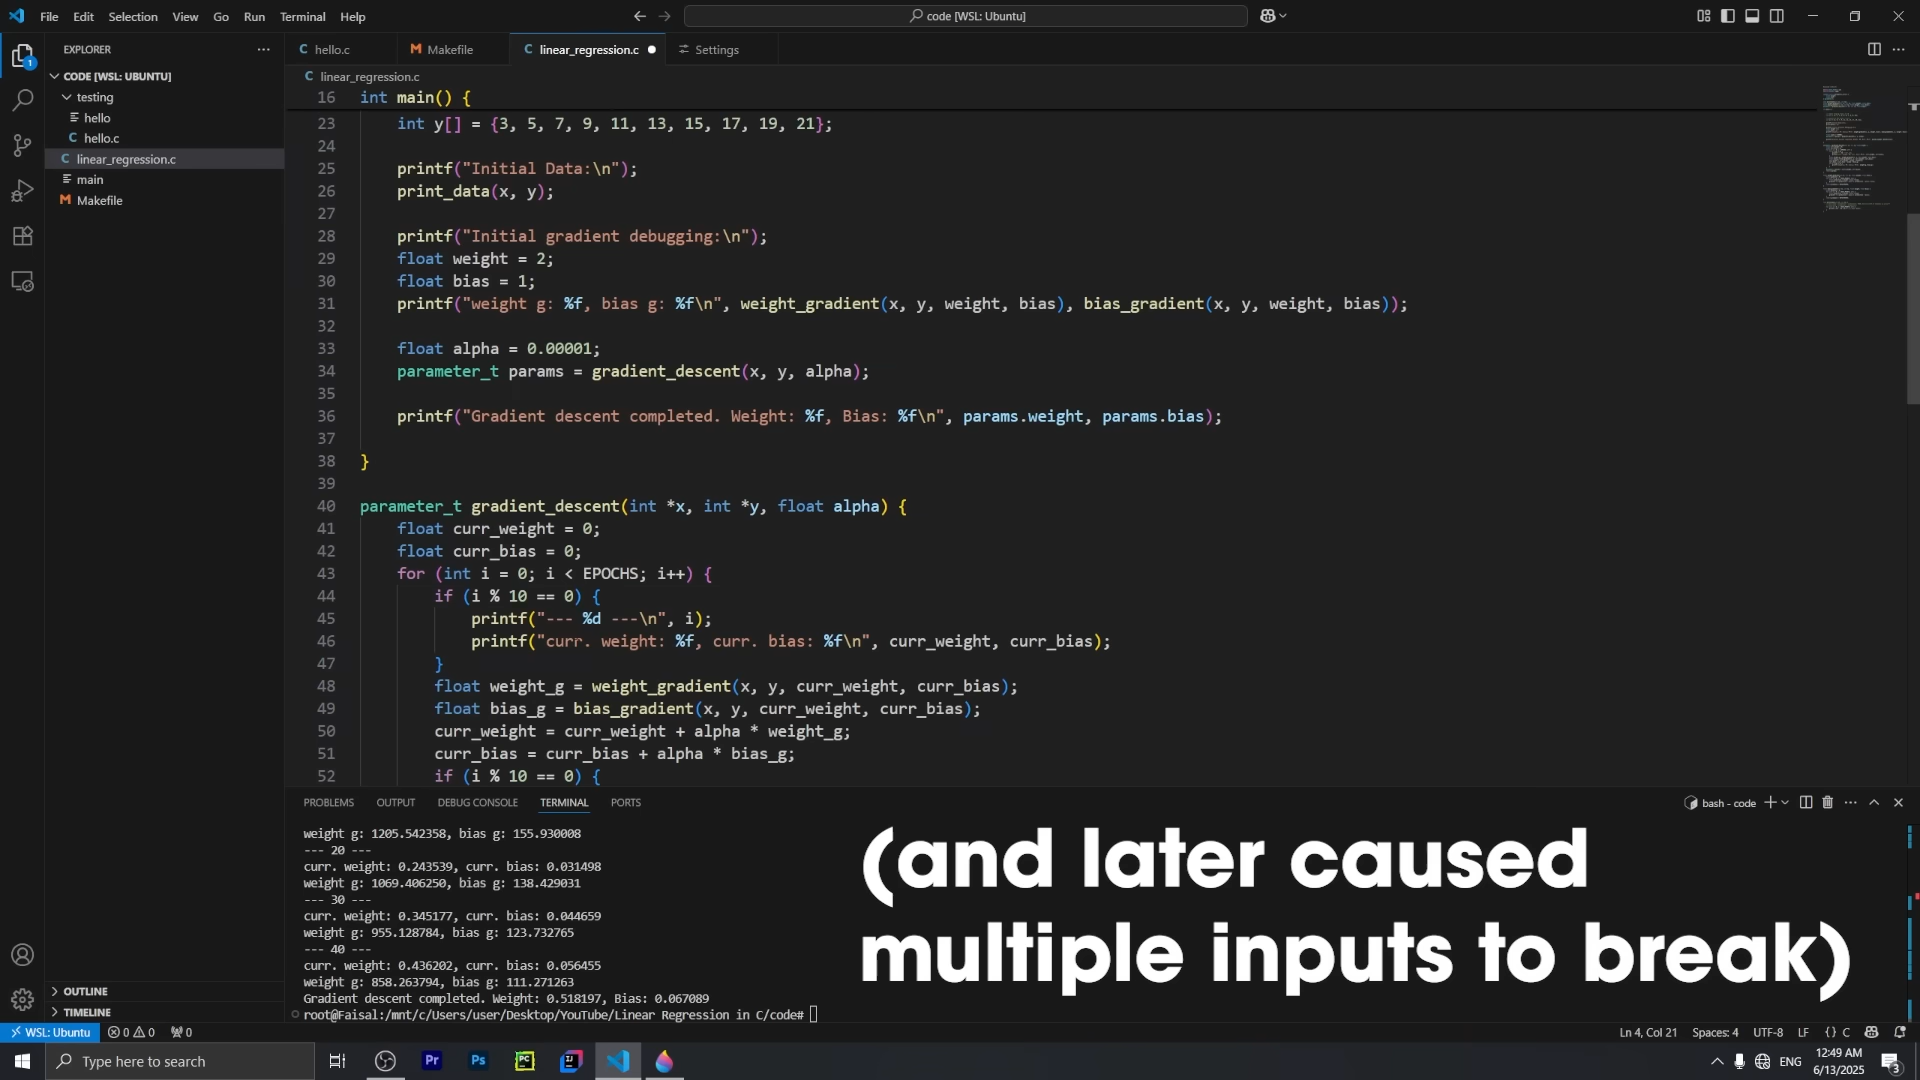 File Edit Selection View Go Run Terminal Help
code [WSL: Ubuntu]
EXPLORER
1
CODE [WSL: UBUNTU]
testing
hello
C hello.c
C linear_regression.c
main
M Makefile
OUTLINE
TIMELINE
C hello.c
M Makefile
C linear_regression.c
Settings
C linear_regression.c
16 int main() {
23 int y[] = {3, 5, 7, 9, 11, 13, 15, 17, 19, 21};
24
25 printf("Initial Data:\n");
26 print_data(x, y);
27
28 printf("Initial gradient debugging:\n");
29 float weight = 2;
30 float bias = 1;
31 printf("weight g: %f, bias g: %f\n", weight_gradient(x, y, weight, bias), bias_gradient(x, y, weight, bias));
32
33 float alpha = 0.00001;
34 parameter_t params = gradient_descent(x, y, alpha);
35
36 printf("Gradient descent completed. Weight: %f, Bias: %f\n", params.weight, params.bias);
37
38 }
39
40 parameter_t gradient_descent(int *x, int *y, float alpha) {
41 float curr_weight = 0;
42 float curr_bias = 0;
43 for (int i = 0; i < EPOCHS; i++) {
44 if (i % 10 == 0) {
45 printf("--- %d ---\n", i);
46 printf("curr. weight: %f, curr. bias: %f\n", curr_weight, curr_bias);
47 }
48 float weight_g = weight_gradient(x, y, curr_weight, curr_bias);
49 float bias_g = bias_gradient(x, y, curr_weight, curr_bias);
50 curr_weight = curr_weight + alpha * weight_g;
51 curr_bias = curr_bias + alpha * bias_g;
52 if (i % 10 == 0) {
PROBLEMS OUTPUT DEBUG CONSOLE TERMINAL PORTS
bash - code
weight g: 1205.542358, bias g: 155.930008
--- 20 ---
curr. weight: 0.243539, curr. bias: 0.031498
weight g: 1069.406250, bias g: 138.429031
--- 30 ---
curr. weight: 0.345177, curr. bias: 0.044659
weight g: 955.128784, bias g: 123.732765
--- 40 ---
curr. weight: 0.436202, curr. bias: 0.056455
weight g: 858.263794, bias g: 111.271263
Gradient descent completed. Weight: 0.518197, Bias: 0.067089
root@Faisal:/mnt/c/Users/user/Desktop/YouTube/Linear Regression in C/code#
(and later caused
multiple inputs to break)
WSL: Ubuntu 0 0 0
Ln 4, Col 21 Spaces: 4 UTF-8 LF {} C
Type here to search
Pr Ps PC IJ
ENG
12:49 AM
6/13/2025
3